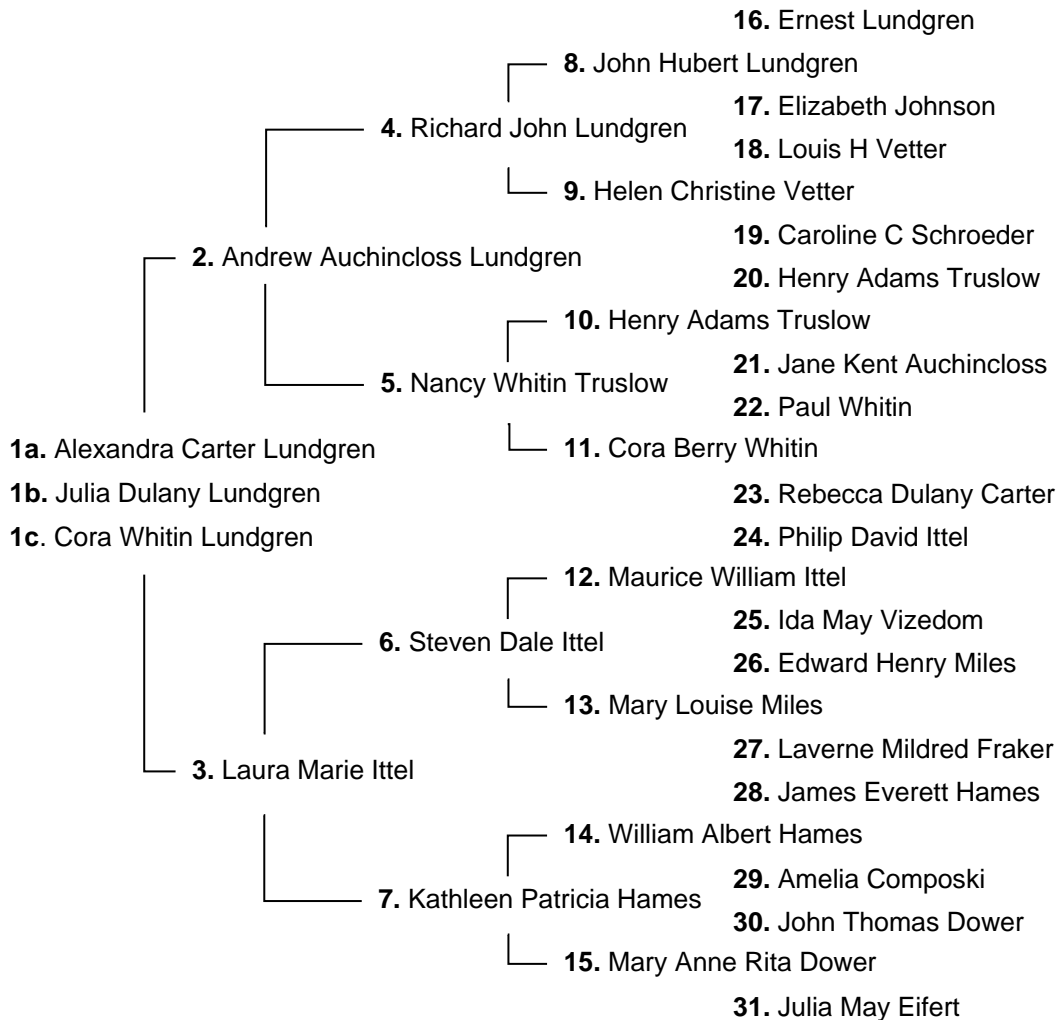 16. Ernest Lundgren
8. John Hubert Lundgren
17. Elizabeth Johnson
4. Richard John Lundgren
18. Louis H Vetter
9. Helen Christine Vetter
19. Caroline C Schroeder
2. Andrew Auchincloss Lundgren
20. Henry Adams Truslow
10. Henry Adams Truslow
21. Jane Kent Auchincloss
5. Nancy Whitin Truslow
22. Paul Whitin
1a. Alexandra Carter Lundgren
11. Cora Berry Whitin
1b. Julia Dulany Lundgren
23. Rebecca Dulany Carter
1c. Cora Whitin Lundgren
24. Philip David Ittel
12. Maurice William Ittel
25. Ida May Vizedom
6. Steven Dale Ittel
26. Edward Henry Miles
13. Mary Louise Miles
27. Laverne Mildred Fraker
3. Laura Marie Ittel
28. James Everett Hames
14. William Albert Hames
29. Amelia Composki
7. Kathleen Patricia Hames
30. John Thomas Dower
15. Mary Anne Rita Dower
31. Julia May Eifert